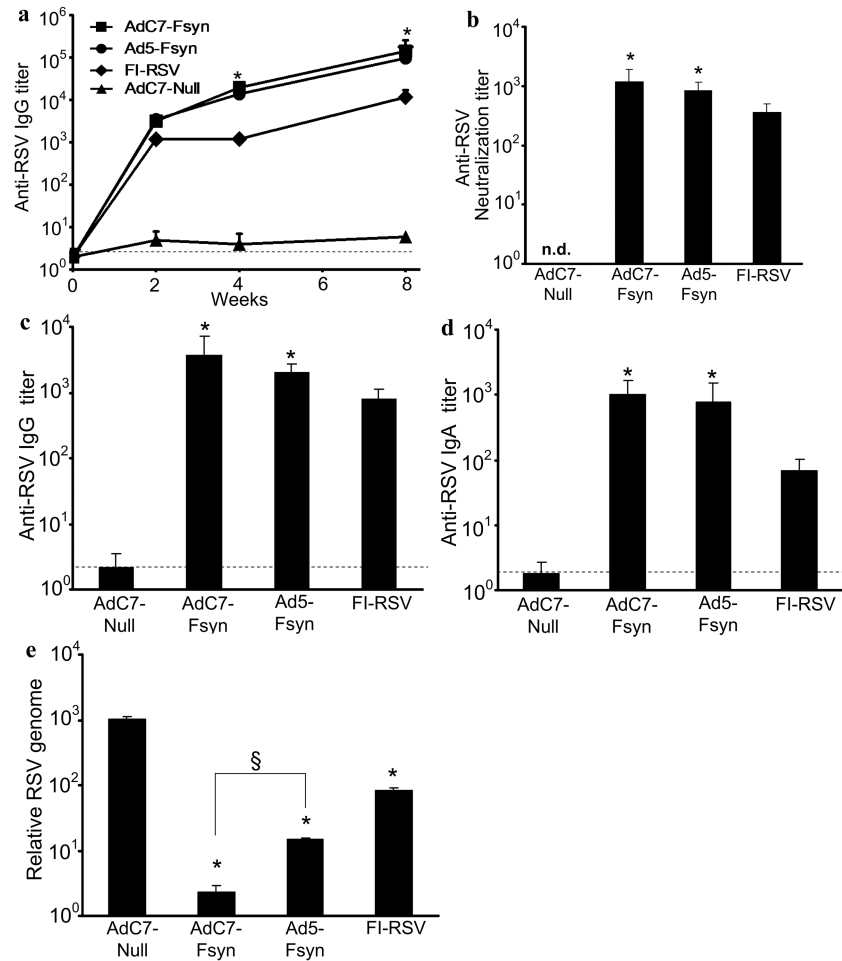 a
AdC7-Fsyn
Ad5-Fsyn
FI-RSV
AdC7-Null
*
*
Anti-RSV IgG titer
10^6
10^5
10^4
10^3
10^2
10^1
10^0
0
2
4
6
8
Weeks
b
Anti-RSV
Neutralization titer
10^4
10^3
10^2
10^1
10^0
*
*
n.d.
AdC7-
Null
AdC7-
Fsyn
Ad5-
Fsyn
FI-RSV
c
Anti-RSV IgG titer
10^4
10^3
10^2
10^1
10^0
*
*
AdC7-
Null
AdC7-
Fsyn
Ad5-
Fsyn
FI-RSV
d
Anti-RSV IgA titer
10^4
10^3
10^2
10^1
10^0
*
*
AdC7-
Null
AdC7-
Fsyn
Ad5-
Fsyn
FI-RSV
e
Relative RSV genome
10^4
10^3
10^2
10^1
10^0
§
*
*
*
AdC7-
Null
AdC7-
Fsyn
Ad5-
Fsyn
FI-RSV